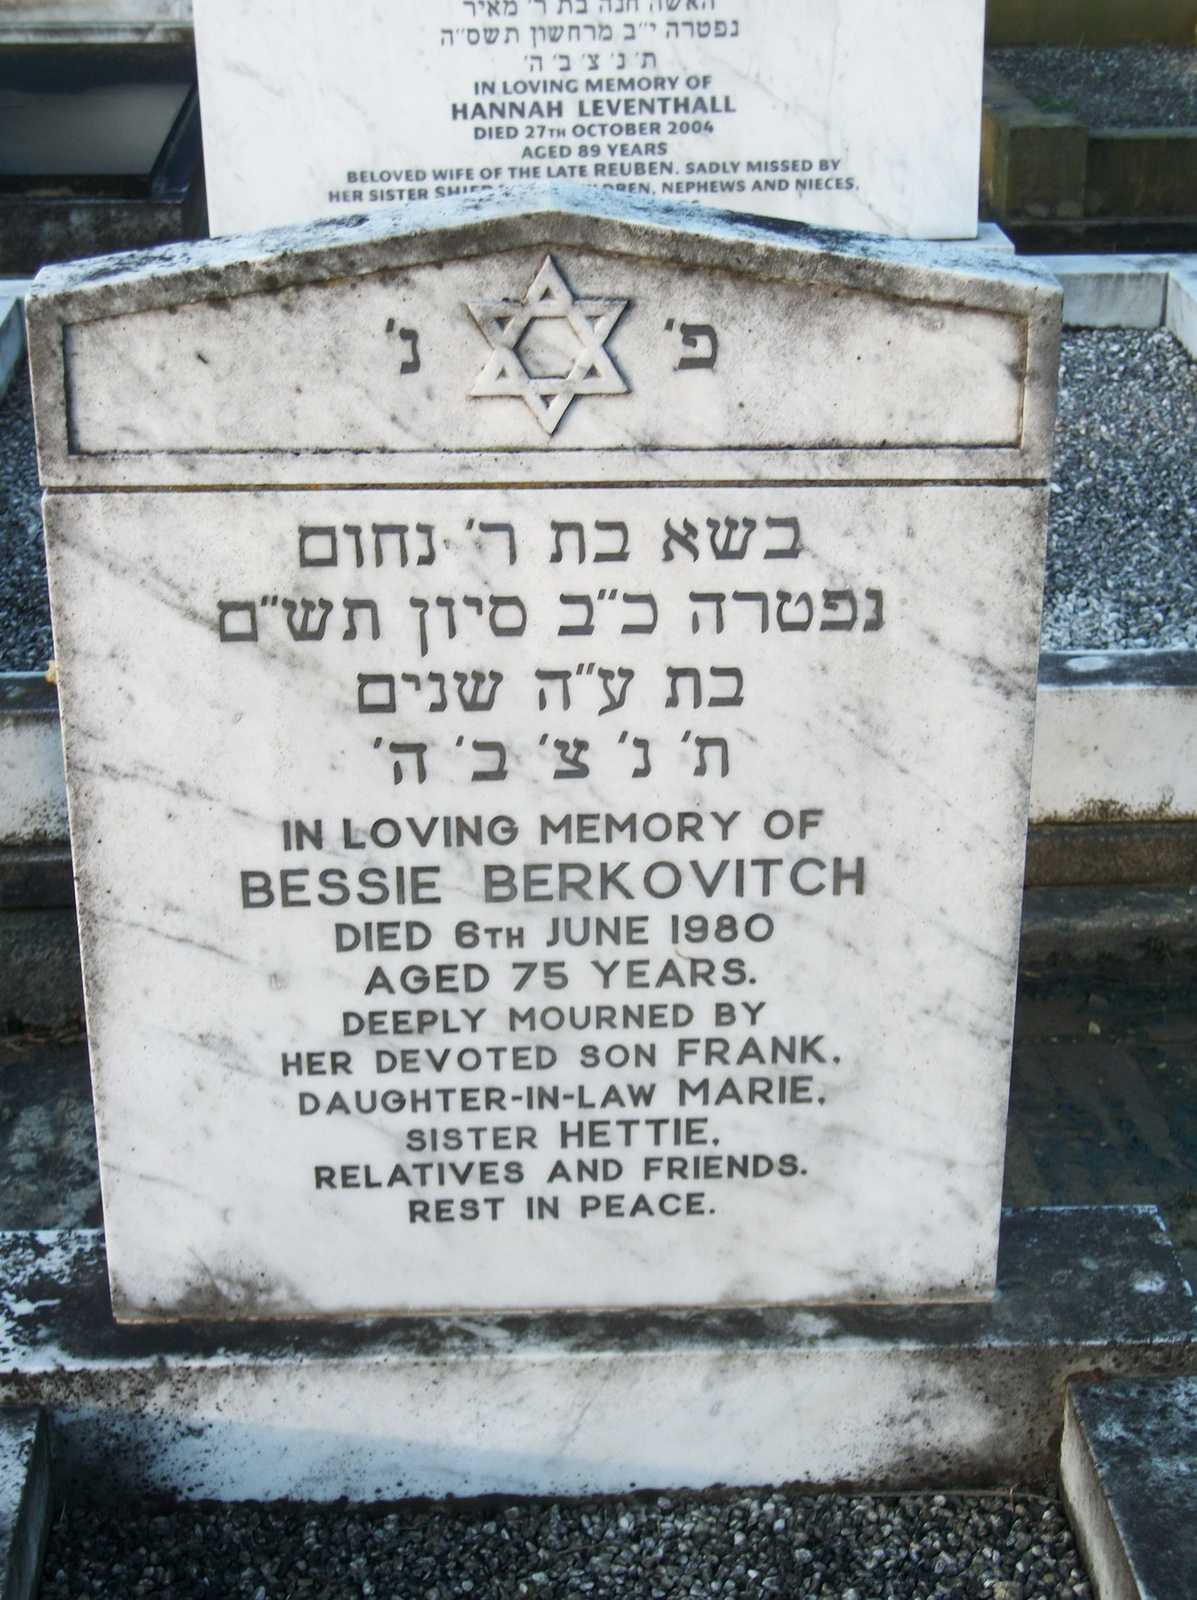 האשה חנה בת ר׳ מאיר
נפטרה י״ב מרחשון תשס״ה
ת׳ נ׳ צ׳ ב׳ ה׳
IN LOVING MEMORY OF
HANNAH LEVENTHALL
DIED 27TH OCTOBER 2004
AGED 89 YEARS
BELOVED WIFE OF THE LATE REUBEN. SADLY MISSED BY
HER SISTER NEPHEWS AND NIECES.
פ׳ נ׳
בשא בת ר׳ נחום
נפטרה כ״ב סיון תש״ם
בת ע״ה שנים
ת׳ נ׳ צ׳ ב׳ ה׳
IN LOVING MEMORY OF
BESSIE BERKOVITCH
DIED 6TH JUNE 1980
AGED 75 YEARS.
DEEPLY MOURNED BY
HER DEVOTED SON FRANK,
DAUGHTER-IN-LAW MARIE,
SISTER HETTIE,
RELATIVES AND FRIENDS.
REST IN PEACE.